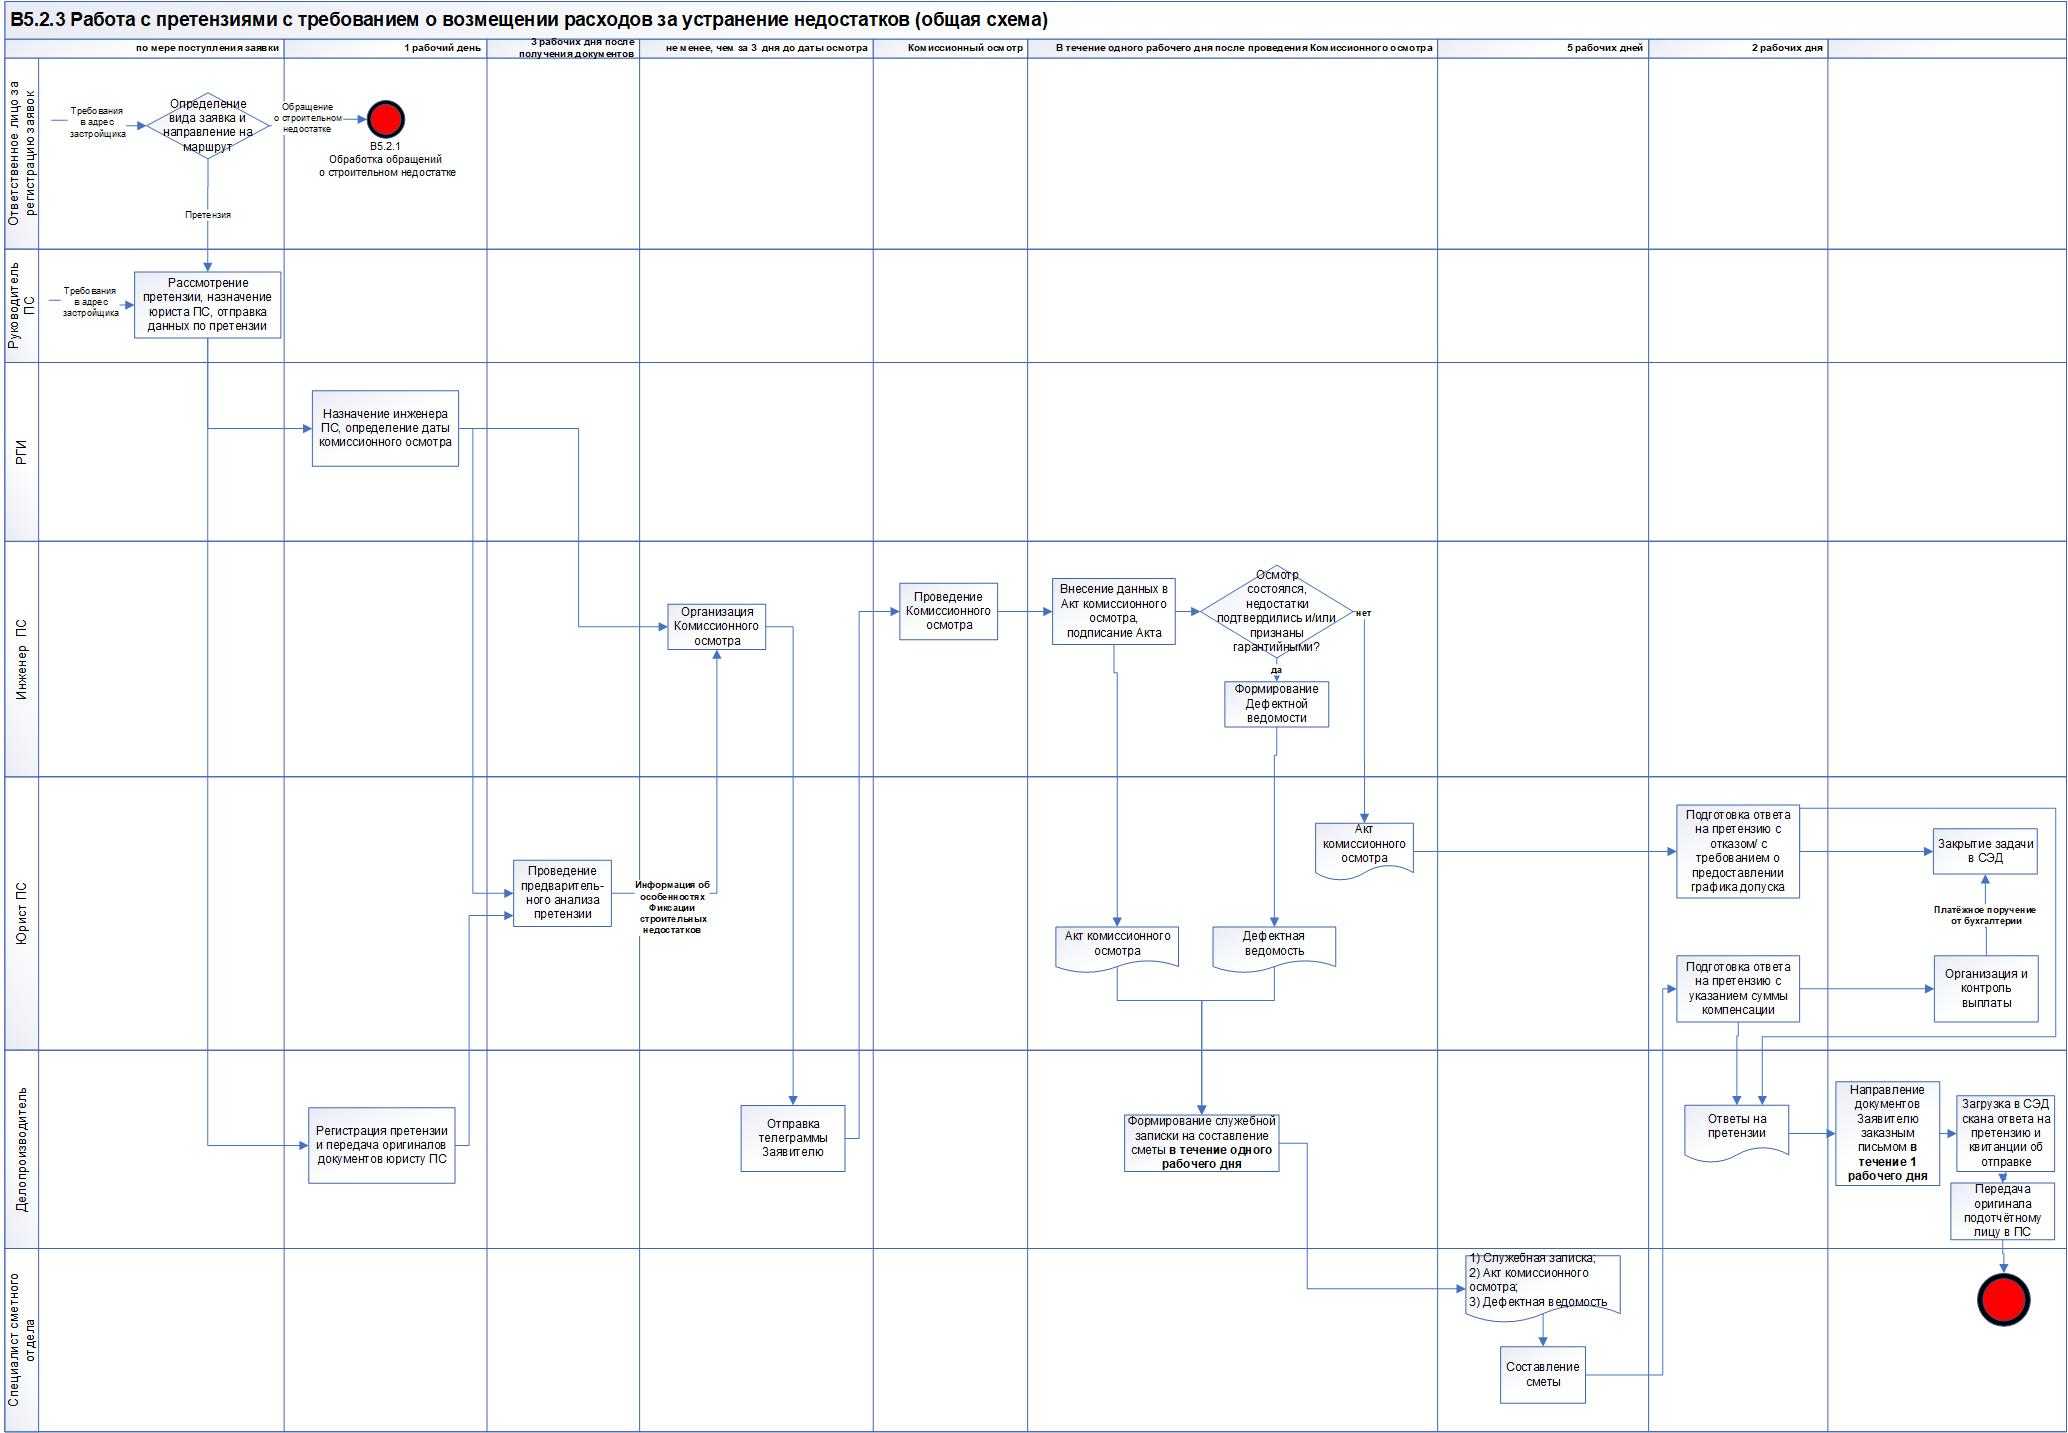 B5.2.3 Работа с претензиями с требованием о возмещении расходов за устранение недостатков (общая схема)
по мере поступления заявки
1 рабочий день
3 рабочих дня после
получения документов
не менее, чем за 3 дня до даты осмотра
Комиссионный осмотр
В течение одного рабочего дня после проведения Комиссионного осмотра
5 рабочих дней
2 рабочих дня
Ответственное лицо за
регистрацию заявок
Требования
в адрес
застройщика
Определение
вида заявка и
направление на
маршрут
Обращение
о строительном
недостатке
B5.2.1
Обработка обращений
о строительном недостатке
Претензия
Руководитель
ПС
Требования
в адрес
застройщика
Рассмотрение
претензии, назначение
юриста ПС, отправка
данных по претензии
РГИ
Назначение инженера
ПС, определение даты
комиссионного осмотра
Инженер ПС
Организация
Комиссионного
осмотра
Проведение
Комиссионного
осмотра
Внесение данных в
Акт комиссионного
осмотра,
подписание Акта
Осмотр
состоялся,
недостатки
подтвердились и/или
признаны
гарантийными?
нет
да
Формирование
Дефектной
ведомости
Юрист ПС
Проведение
предваритель-
ного анализа
претензии
Информация об
особенностях
Фиксации
строительных
недостатков
Акт
комиссионного
осмотра
Акт комиссионного
осмотра
Дефектная
ведомость
Подготовка ответа
на претензию с
отказом/ с
требованием о
предоставлении
графика допуска
Закрытие задачи
в СЭД
Платёжное поручение
от бухгалтерии
Подготовка ответа
на претензию с
указанием суммы
компенсации
Организация и
контроль
выплаты
Делопроизводитель
Регистрация претензии
и передача оригиналов
документов юристу ПС
Отправка
телеграммы
Заявителю
Формирование служебной
записки на составление
сметы в течение одного
рабочего дня
Ответы на
претензии
Направление
документов
Заявителю
заказным
письмом в
течение 1
рабочего дня
Загрузка в СЭД
скана ответа на
претензию и
квитанции об
отправке
Передача
оригинала
подотчётному
лицу в ПС
Специалист сметного
отдела
1) Служебная записка;
2) Акт комиссионного
осмотра;
3) Дефектная ведомость
Составление
сметы